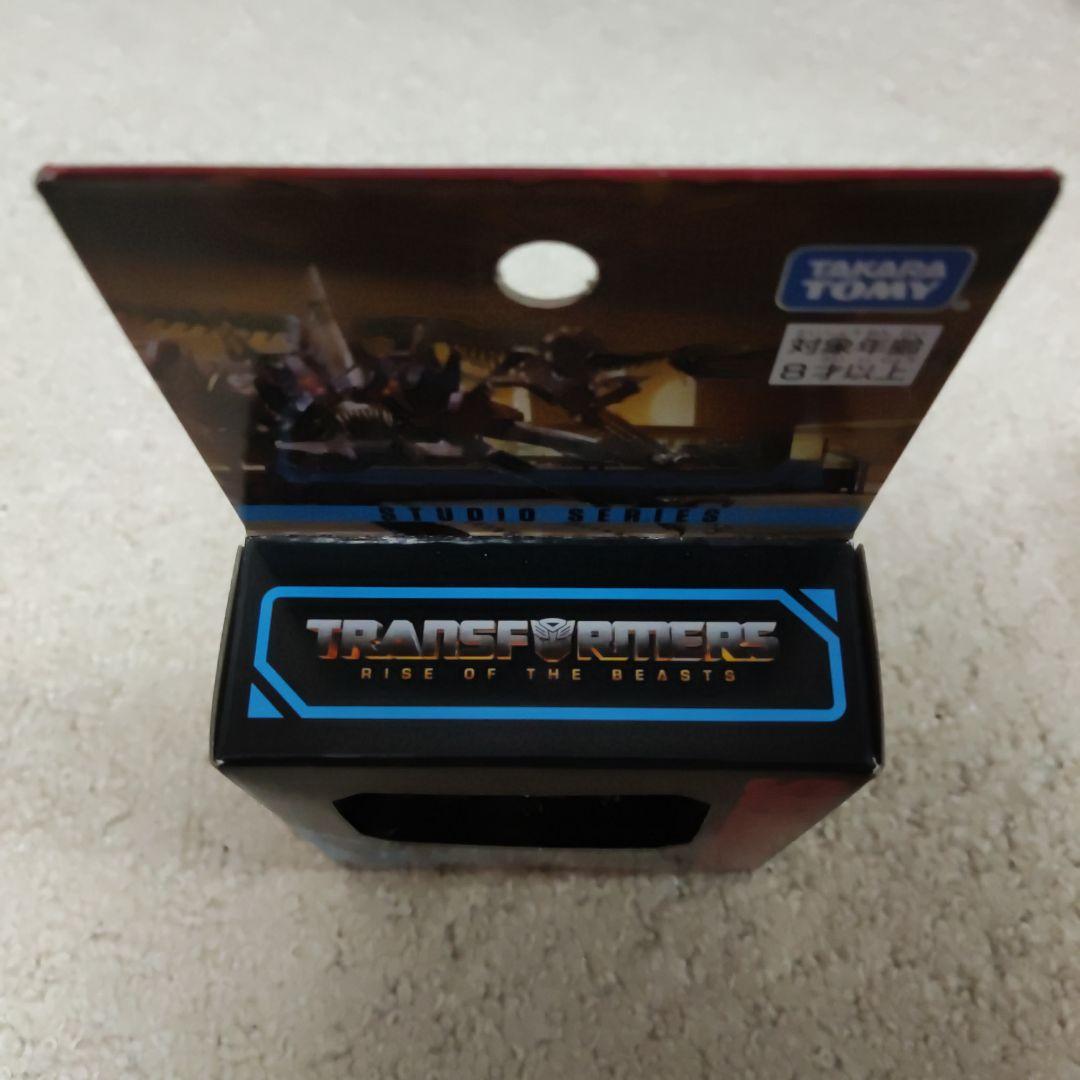 TAKARA
TOMY
対象年齢
8才以上
STUDIO SERIES
TRANSFORMERS
RISE OF THE BEASTS